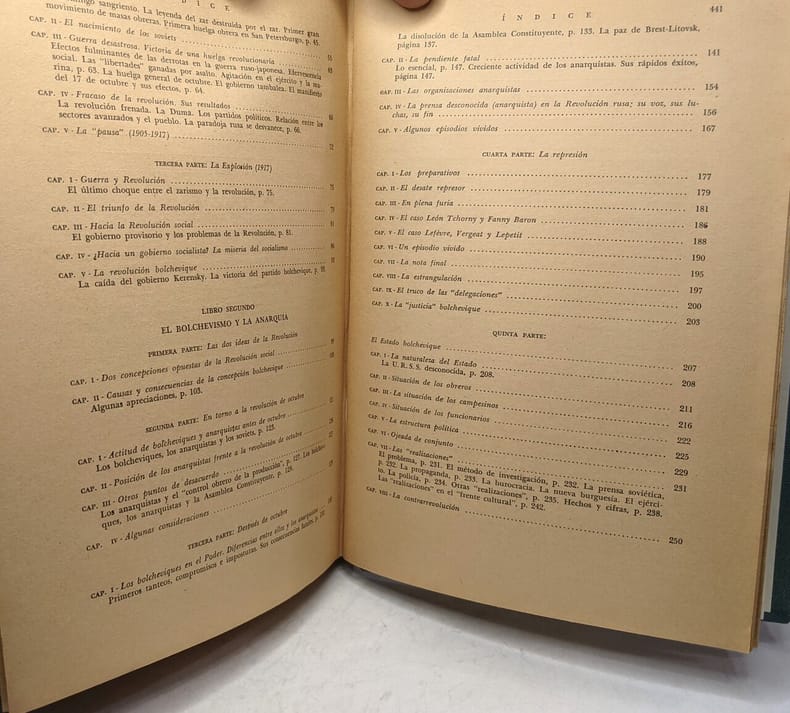 D I C E
sangriento. La leyenda del zar destruída por el zar. Primer gran
movimiento de masas obreras. Primera huelga obrera en San Petersburgo, p. 45.
CAP. II - El nacimiento de los soviets
CAP. III - Guerra desastrosa. Victoria de una huelga revolucionaria
Efectos fulminantes de las derrotas en la guerra ruso-japonesa. Efervescencia
social. Las "libertades" ganadas por asalto. Agitación en el ejército y la ma-
rina, p. 63. La huelga general de octubre. El gobierno tambalea. El manifiesto
del 17 de octubre y sus efectos, p. 64.
CAP. IV - Fracaso de la revolución. Sus resultados
La revolución frenada. La Duma. Los partidos políticos. Relación entre los
sectores avanzados y el pueblo. La paradoja rusa se desvanece, p. 66.
CAP. V - La "pausa" (1905-1917)
TERCERA PARTE: La Explosión (1917)
CAP. I - Guerra y Revolución
El último choque entre el zarismo y la revolución, p. 75.
CAP. II - El triunfo de la Revolución
CAP. III - Hacia la Revolución social
El gobierno provisorio y los problemas de la Revolución, p. 81.
CAP. IV - ¿Hacia un gobierno socialista? La miseria del socialismo
CAP. V - La revolución bolchevique
La caída del gobierno Kerensky. La victoria del partido bolchevique, p.
LIBRO SEGUNDO
EL BOLCHEVISMO Y LA ANARQUIA
PRIMERA PARTE: Las dos ideas de la Revolución
CAP. I - Dos concepciones opuestas de la Revolución social
CAP. II - Causas y consecuencias de la concepción bolchevique
Algunas apreciaciones, p. 103.
SEGUNDA PARTE: En torno a la revolución de octubre
CAP. I - Actitud de bolcheviques y anarquistas antes de octubre
Los bolcheviques, los anarquistas y los soviets, p. 123.
CAP. II - Posición de los anarquistas frente a la revolución de octubre
CAP. III - Otros puntos de desacuerdo
Los anarquistas y el "control obrero de la producción", p. 127. Los bolchevi-
ques, los anarquistas y la Asamblea Constituyente, p. 128.
CAP. IV - Algunas consideraciones
TERCERA PARTE: Después de octubre
CAP. I - Los bolcheviques en el Poder. Diferencias entre ellos y los anarquistas
Primeros tanteos, compromisos e imposturas. Sus consecuencias fatales, p.
Í N D I C E 441
La disolución de la Asamblea Constituyente, p. 133. La paz de Brest-Litovsk,
página 137.
CAP. II - La pendiente fatal 141
Lo esencial, p. 147. Creciente actividad de los anarquistas. Sus rápidos éxitos,
página 147.
CAP. III - Las organizaciones anarquistas 154
CAP. IV - La prensa desconocida (anarquista) en la Revolución rusa; su voz, sus lu-
chas, su fin 156
CAP. V - Algunos episodios vividos 167
CUARTA PARTE: La represión
CAP. I - Los preparativos 177
CAP. II - El desate represor 179
CAP. III - En plena furia 181
CAP. IV - El caso León Tchorny y Fanny Baron 186
CAP. V - El caso Lefèvre, Vergeat y Lepetit 188
CAP. VI - Un episodio vivido 190
CAP. VII - La nota final 195
CAP. VIII - La estrangulación 197
CAP. IX - El truco de las "delegaciones" 200
CAP. X - La "justicia" bolchevique 203
QUINTA PARTE:
El Estado bolchevique 207
CAP. I - La naturaleza del Estado 208
La U.R.S.S. desconocida, p. 208.
CAP. II - Situación de los obreros 211
CAP. III - La situación de los campesinos 216
CAP. IV - Situación de los funcionarios 222
CAP. V - La estructura política 225
CAP. VI - Ojeada de conjunto 229
CAP. VII - Las "realizaciones" 231
El problema, p. 231. El método de investigación, p. 232. La prensa soviética,
p. 232. La propaganda, p. 233. La burocracia. La nueva burguesía. El ejérci-
to. La policía, p. 234. Otras "realizaciones", p. 235. Hechos y cifras, p. 238.
Las "realizaciones" en el "frente cultural", p. 242.
CAP. VIII - La contrarrevolución 250